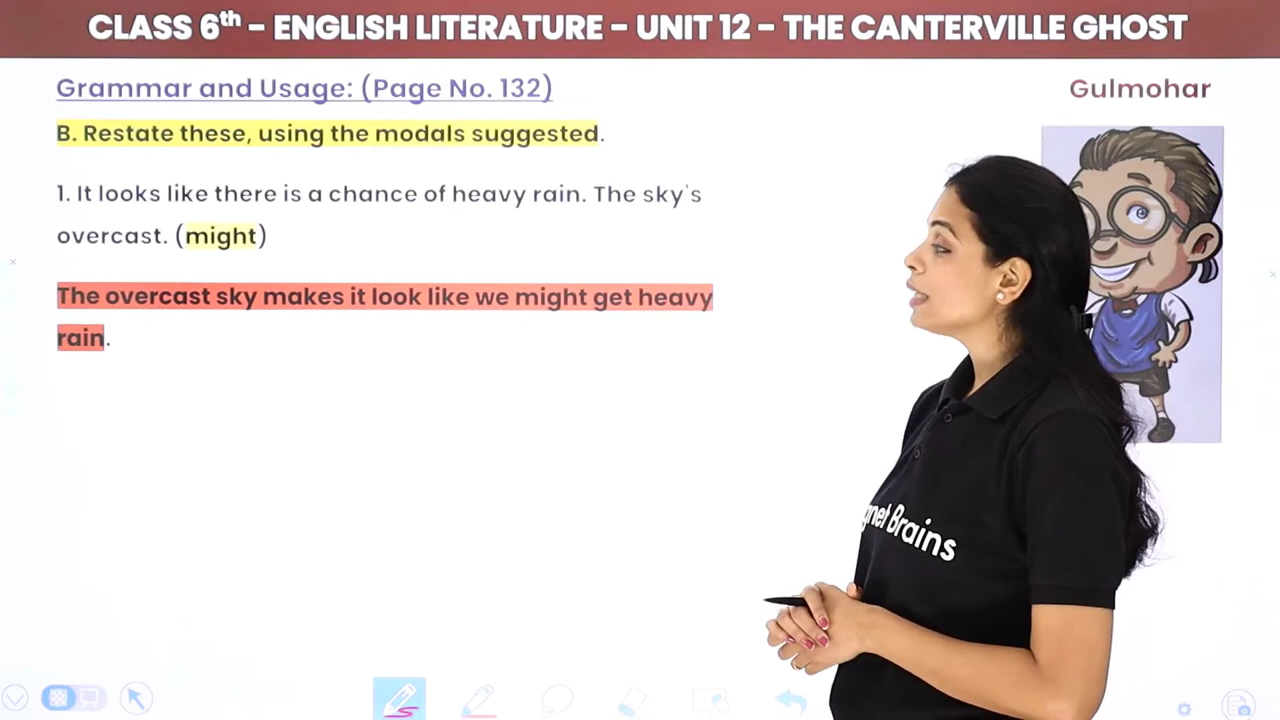 CLASS 6th – ENGLISH LITERATURE – UNIT 12 – THE CANTERVILLE GHOST
Grammar and Usage: (Page No. 132)
Gulmohar
B. Restate these, using the modals suggested.
1. It looks like there is a chance of heavy rain. The sky's
overcast. (might)
The overcast sky makes it look like we might get heavy
rain.
Brains